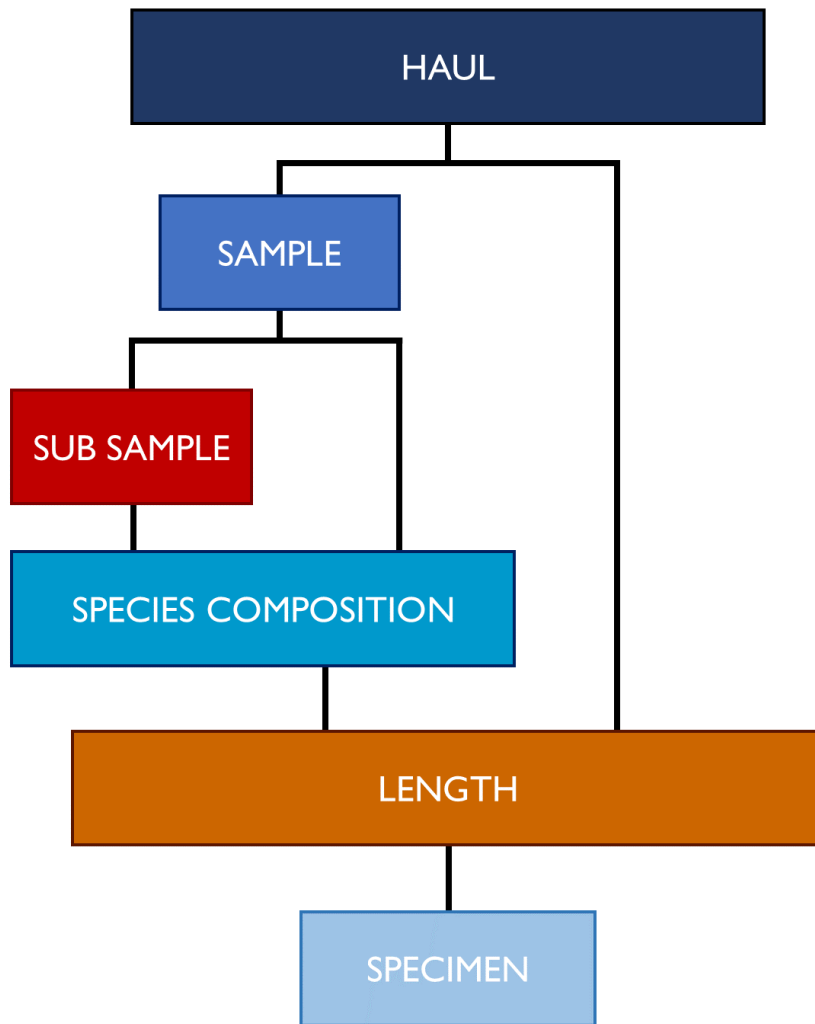 HAUL
SAMPLE
SUB SAMPLE
SPECIES COMPOSITION
LENGTH
SPECIMEN